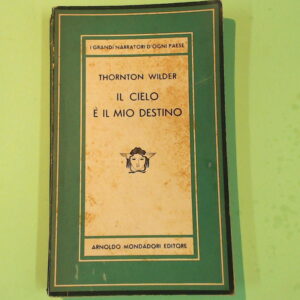 I GRANDI NARRATORI D'OGNI PAESE
THORNTON WILDER
IL CIELO
È IL MIO DESTINO
ARNOLDO MONDADORI EDITORE